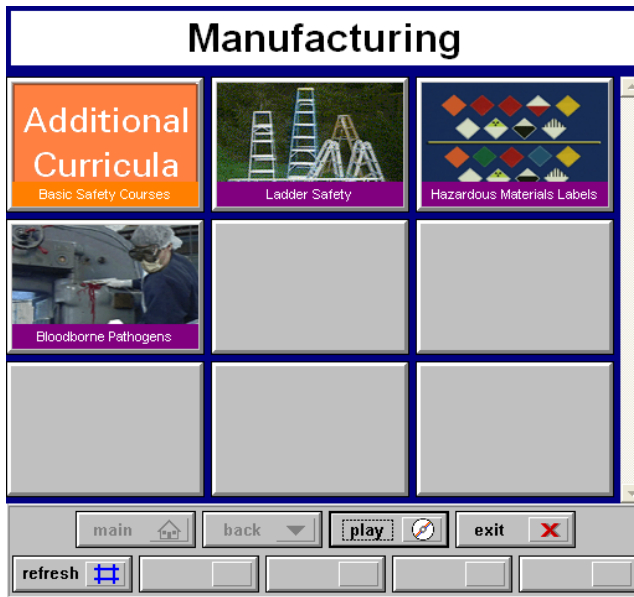 Manufacturing
Additional
Curricula
Basic Safety Courses
Ladder Safety
Hazardous Materials Labels
Bloodborne Pathogens
main
back
play
exit
refresh